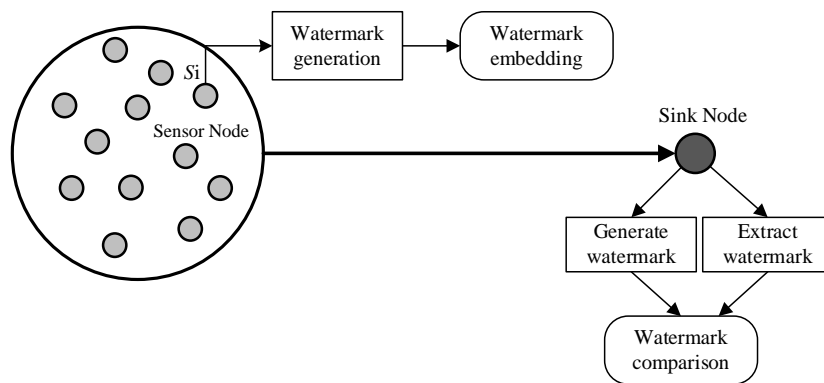 Watermark
generation
Watermark
embedding
Si
Sensor Node
Sink Node
Generate
watermark
Extract
watermark
Watermark
comparison